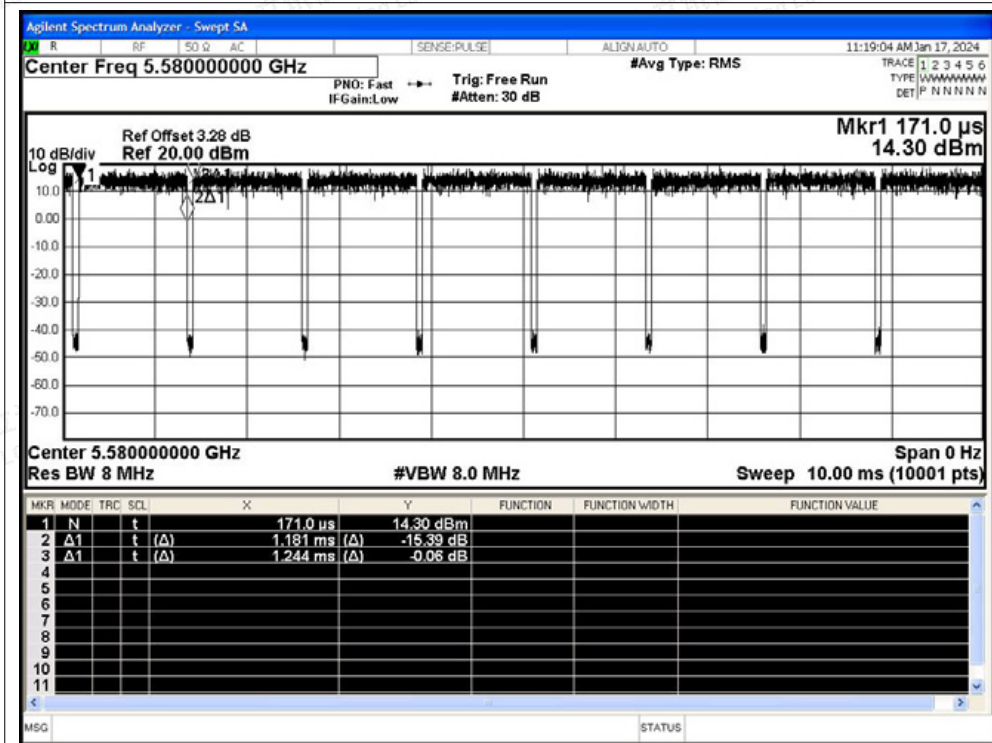 Agilent Spectrum Analyzer - Swept SA
R RF 50 Ω AC SENSE:PULSE ALIGN AUTO 11:19:04 AM Jan 17, 2024
Center Freq 5.580000000 GHz #Avg Type: RMS TRACE 1 2 3 4 5 6
PNO: Fast Trig: Free Run TYPE WWWWWW
IFGain:Low #Atten: 30 dB DET P N N N N N
Mkr1 171.0 µs
Ref Offset 3.28 dB
10 dB/div Ref 20.00 dBm 14.30 dBm
Log
1
3Δ1
10.0
2Δ1
0.00
-10.0
-20.0
-30.0
-40.0
-50.0
-60.0
-70.0
Center 5.580000000 GHz Span 0 Hz
Res BW 8 MHz #VBW 8.0 MHz Sweep 10.00 ms (10001 pts)
MKR MODE TRC SCL X Y FUNCTION FUNCTION WIDTH FUNCTION VALUE
1 N t 171.0 µs 14.30 dBm
2 Δ1 t (Δ) 1.181 ms (Δ) -15.39 dB
3 Δ1 t (Δ) 1.244 ms (Δ) -0.06 dB
4
5
6
7
8
9
10
11
MSG STATUS